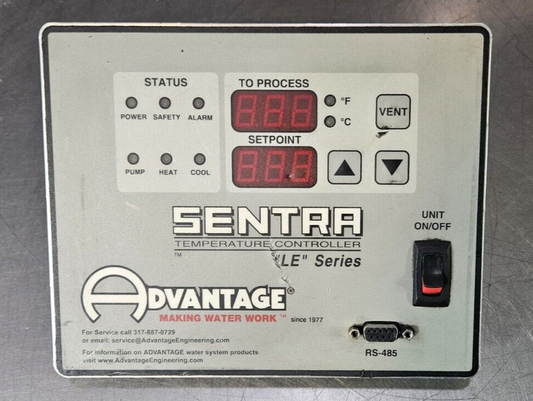 STATUS
POWER SAFETY ALARM
PUMP HEAT COOL
TO PROCESS
°F
°C
VENT
SETPOINT
SENTRA
TEMPERATURE CONTROLLER
TM
"LE" Series
UNIT
ON/OFF
ADVANTAGE®
MAKING WATER WORK™ since 1977
For Service call 317-887-0729
or email: service@AdvantageEngineering.com
For information on ADVANTAGE water system products
visit www.AdvantageEngineering.com
RS-485